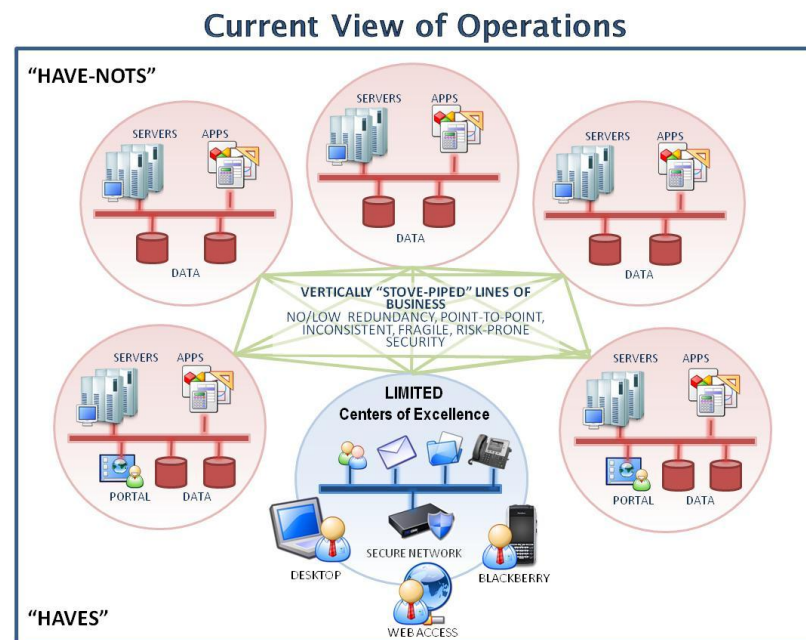 Current View of Operations
“HAVE-NOTS”
SERVERS APPS
DATA
SERVERS APPS
DATA
SERVERS APPS
DATA
VERTICALLY “STOVE-PIPED” LINES OF
BUSINESS
NO/LOW REDUNDANCY, POINT-TO-POINT,
INCONSISTENT, FRAGILE, RISK-PRONE
SECURITY
SERVERS APPS
PORTAL DATA
LIMITED
Centers of Excellence
SECURE NETWORK
DESKTOP
BLACKBERRY
WEB ACCESS
SERVERS APPS
PORTAL DATA
“HAVES”